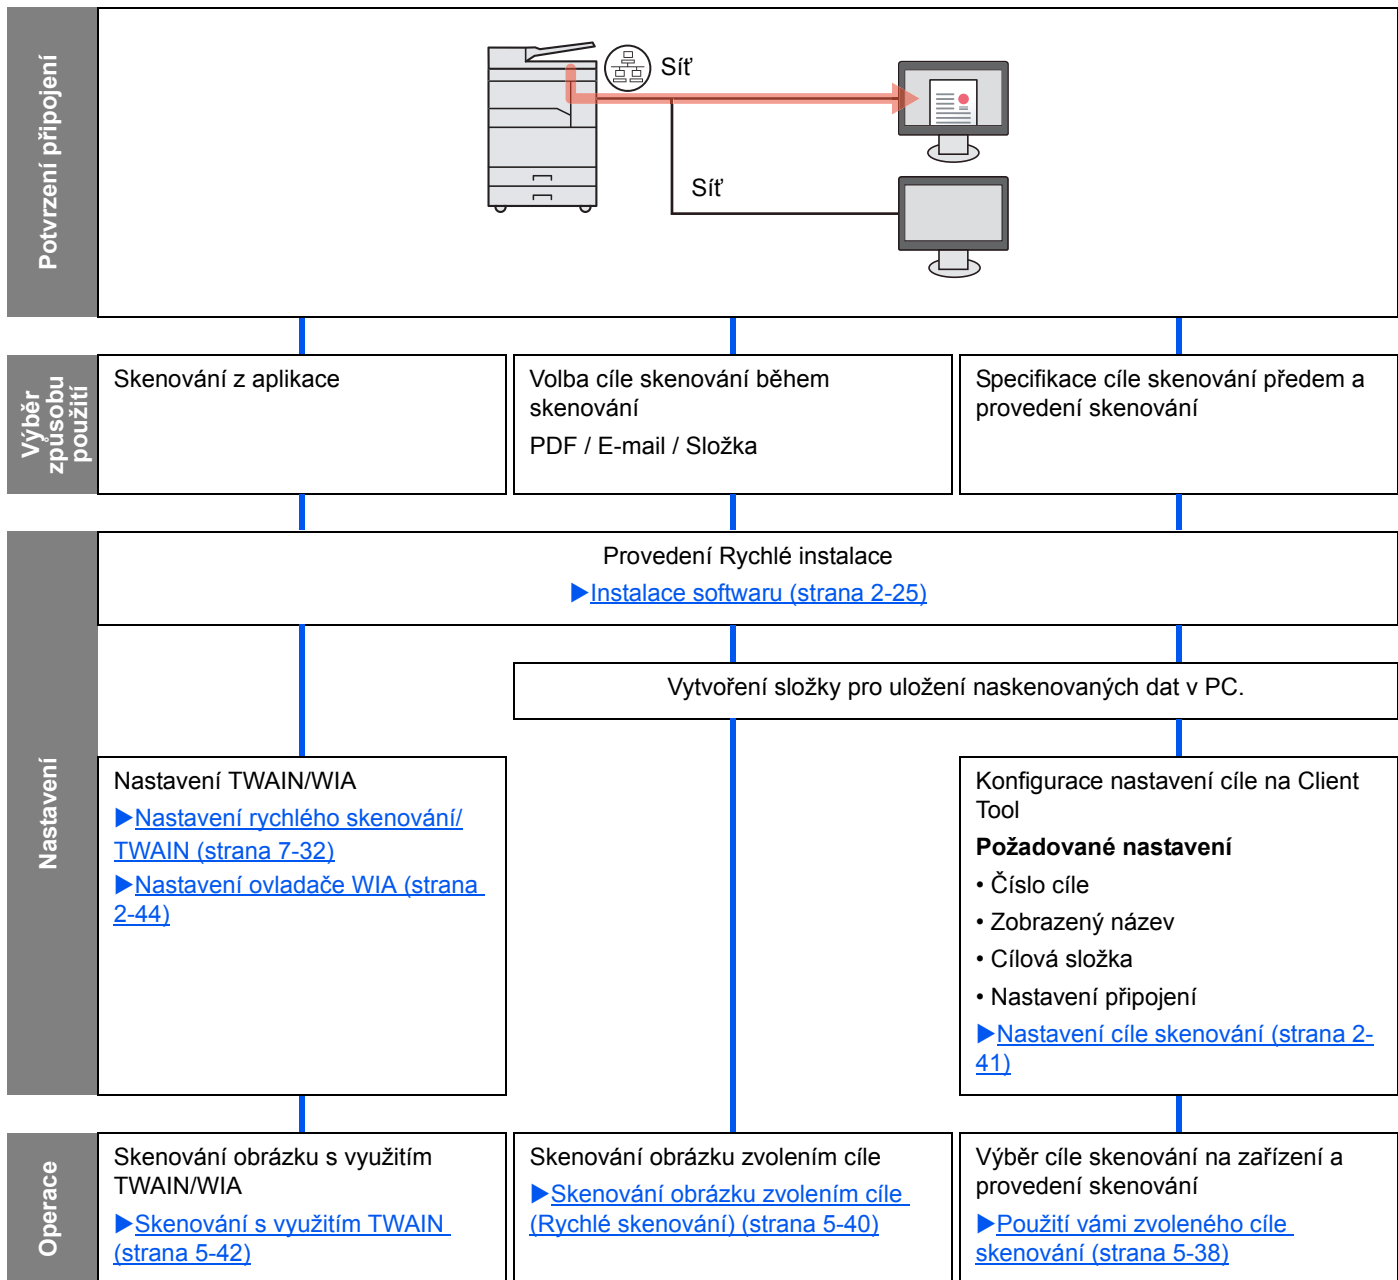 Potvrzení připojení
Síť
Síť
Výběr
způsobu
použití
Skenování z aplikace
Volba cíle skenování během
skenování
PDF / E-mail / Složka
Specifikace cíle skenování předem a
provedení skenování
Nastavení
Provedení Rychlé instalace
▶Instalace softwaru (strana 2-25)
Vytvoření složky pro uložení naskenovaných dat v PC.
Nastavení TWAIN/WIA
▶Nastavení rychlého skenování/
TWAIN (strana 7-32)
▶Nastavení ovladače WIA (strana
2-44)
Konfigurace nastavení cíle na Client
Tool
Požadované nastavení
• Číslo cíle
• Zobrazený název
• Cílová složka
• Nastavení připojení
▶Nastavení cíle skenování (strana 2-
41)
Operace
Skenování obrázku s využitím
TWAIN/WIA
▶Skenování s využitím TWAIN
(strana 5-42)
Skenování obrázku zvolením cíle
▶Skenování obrázku zvolením cíle
(Rychlé skenování) (strana 5-40)
Výběr cíle skenování na zařízení a
provedení skenování
▶Použití vámi zvoleného cíle
skenování (strana 5-38)